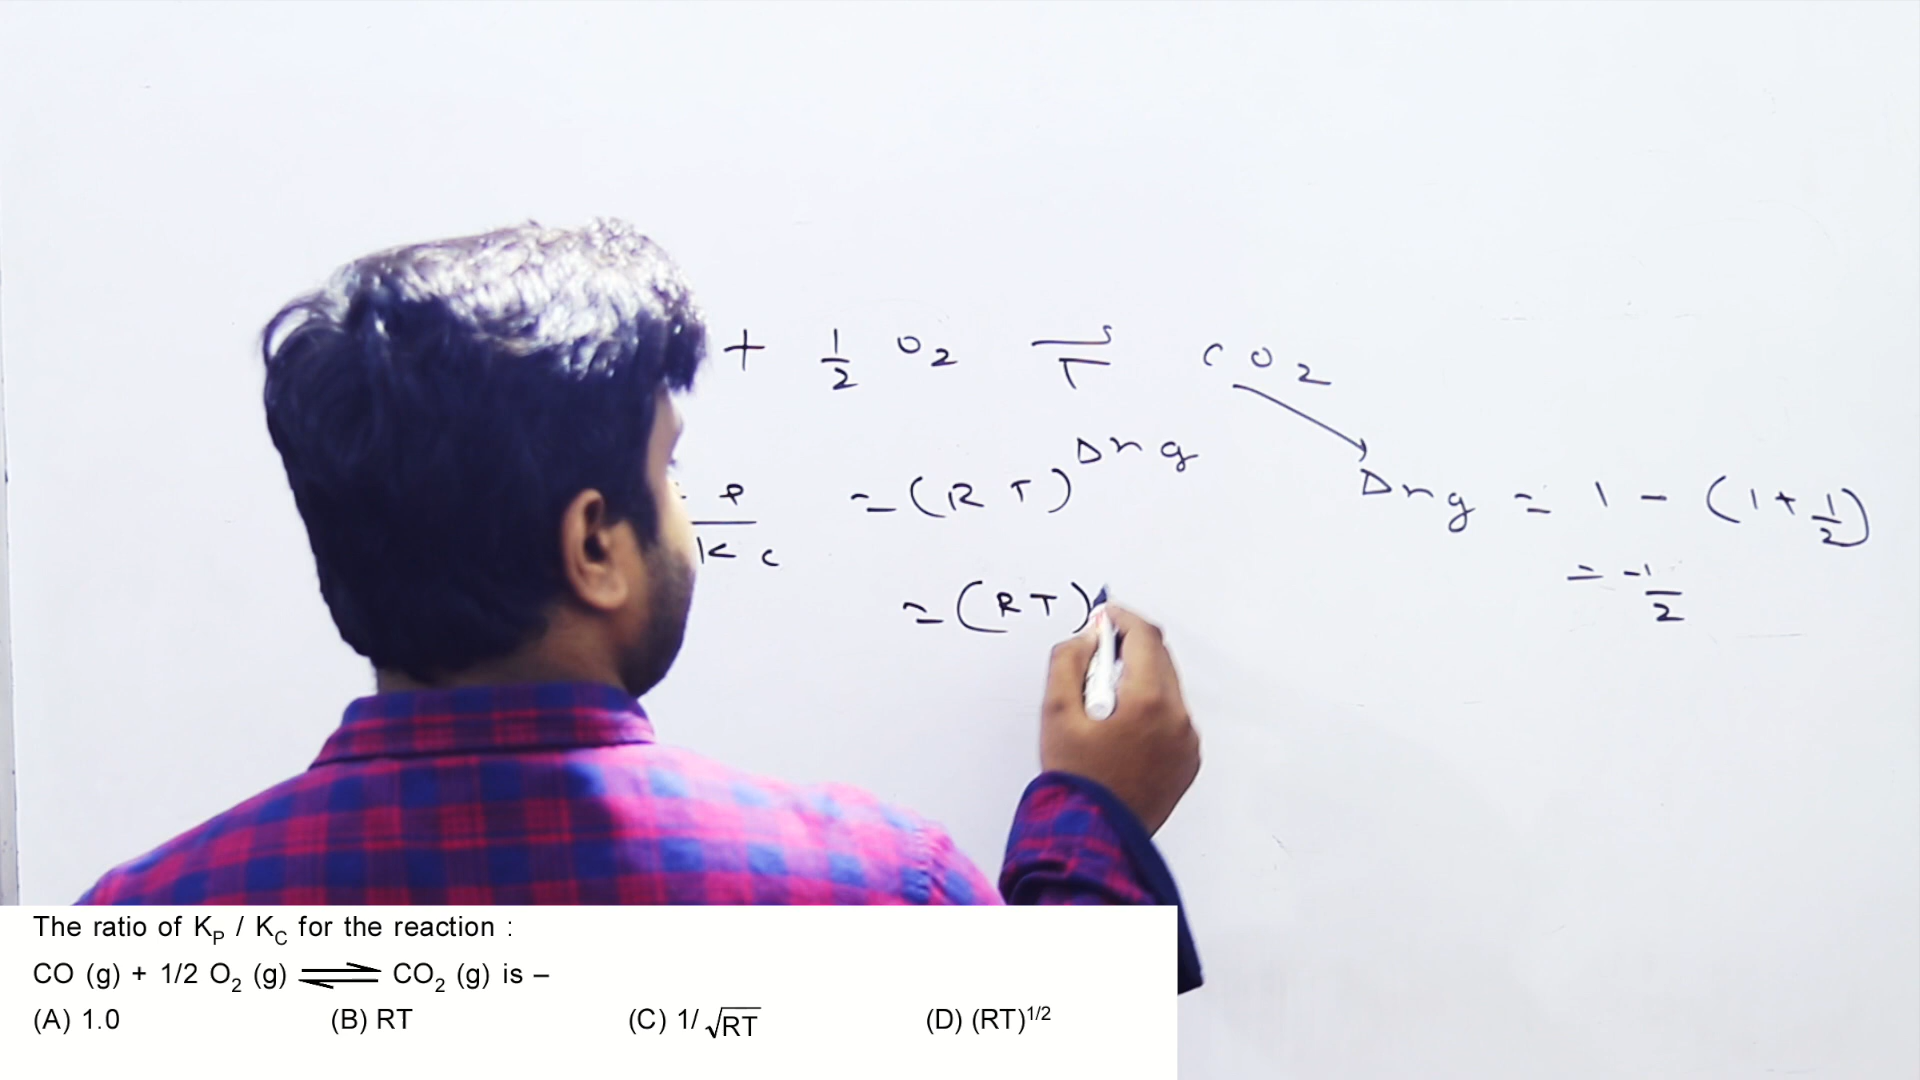 + 1/2 O2 ⇌ CO2
P/KC = (RT)^Δng
Δng = 1 - (1+1/2)
= -1/2
= (RT)
The ratio of KP / KC for the reaction :
CO (g) + 1/2 O2 (g) ⇌ CO2 (g) is –
(A) 1.0 (B) RT (C) 1/√RT (D) (RT)^1/2